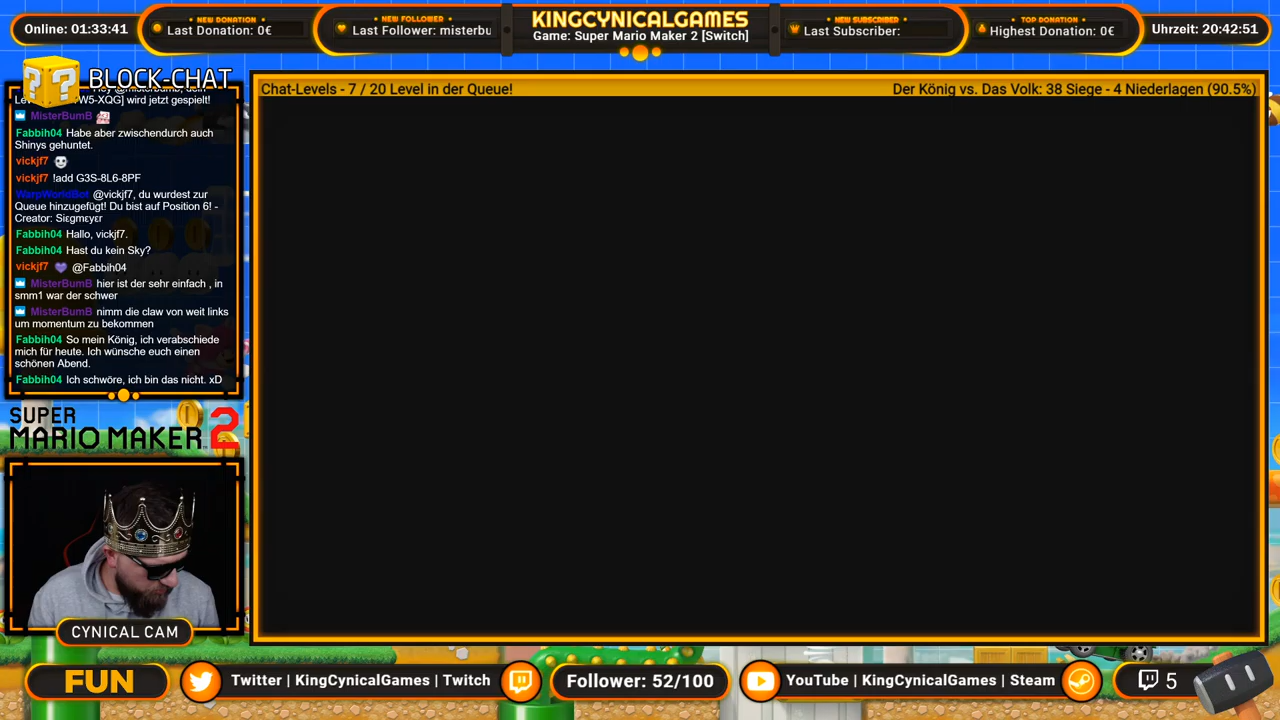 Online: 01:33:41
NEW DONATION
Last Donation: 0€
NEW FOLLOWER
Last Follower: misterbu
KINGCYNICALGAMES
Game: Super Mario Maker 2 [Switch]
NEW SUBSCRIBER
Last Subscriber:
TOP DONATION
Highest Donation: 0€
Uhrzeit: 20:42:51
BLOCK-CHAT
wird jetzt gespielt!
MisterBumB
Fabbih04 Habe aber zwischendurch auch
Shinys gehuntet.
vickjf7
vickjf7 !add G3S-8L6-8PF
WarpWorldBot @vickjf7, du wurdest zur
Queue hinzugefügt! Du bist auf Position 6! -
Creator: Siεgmεyεr
Fabbih04 Hallo, vickjf7.
Fabbih04 Hast du kein Sky?
vickjf7 @Fabbih04
MisterBumB hier ist der sehr einfach , in
smm1 war der schwer
MisterBumB nimm die claw von weit links
um momentum zu bekommen
Fabbih04 So mein König, ich verabschiede
mich für heute. Ich wünsche euch einen
schönen Abend.
Fabbih04 Ich schwöre, ich bin das nicht. xD
Chat-Levels - 7 / 20 Level in der Queue!
Der König vs. Das Volk: 38 Siege - 4 Niederlagen (90.5%)
SUPER
MARIO MAKER 2
CYNICAL CAM
FUN
Twitter | KingCynicalGames | Twitch
Follower: 52/100
YouTube | KingCynicalGames | Steam
5